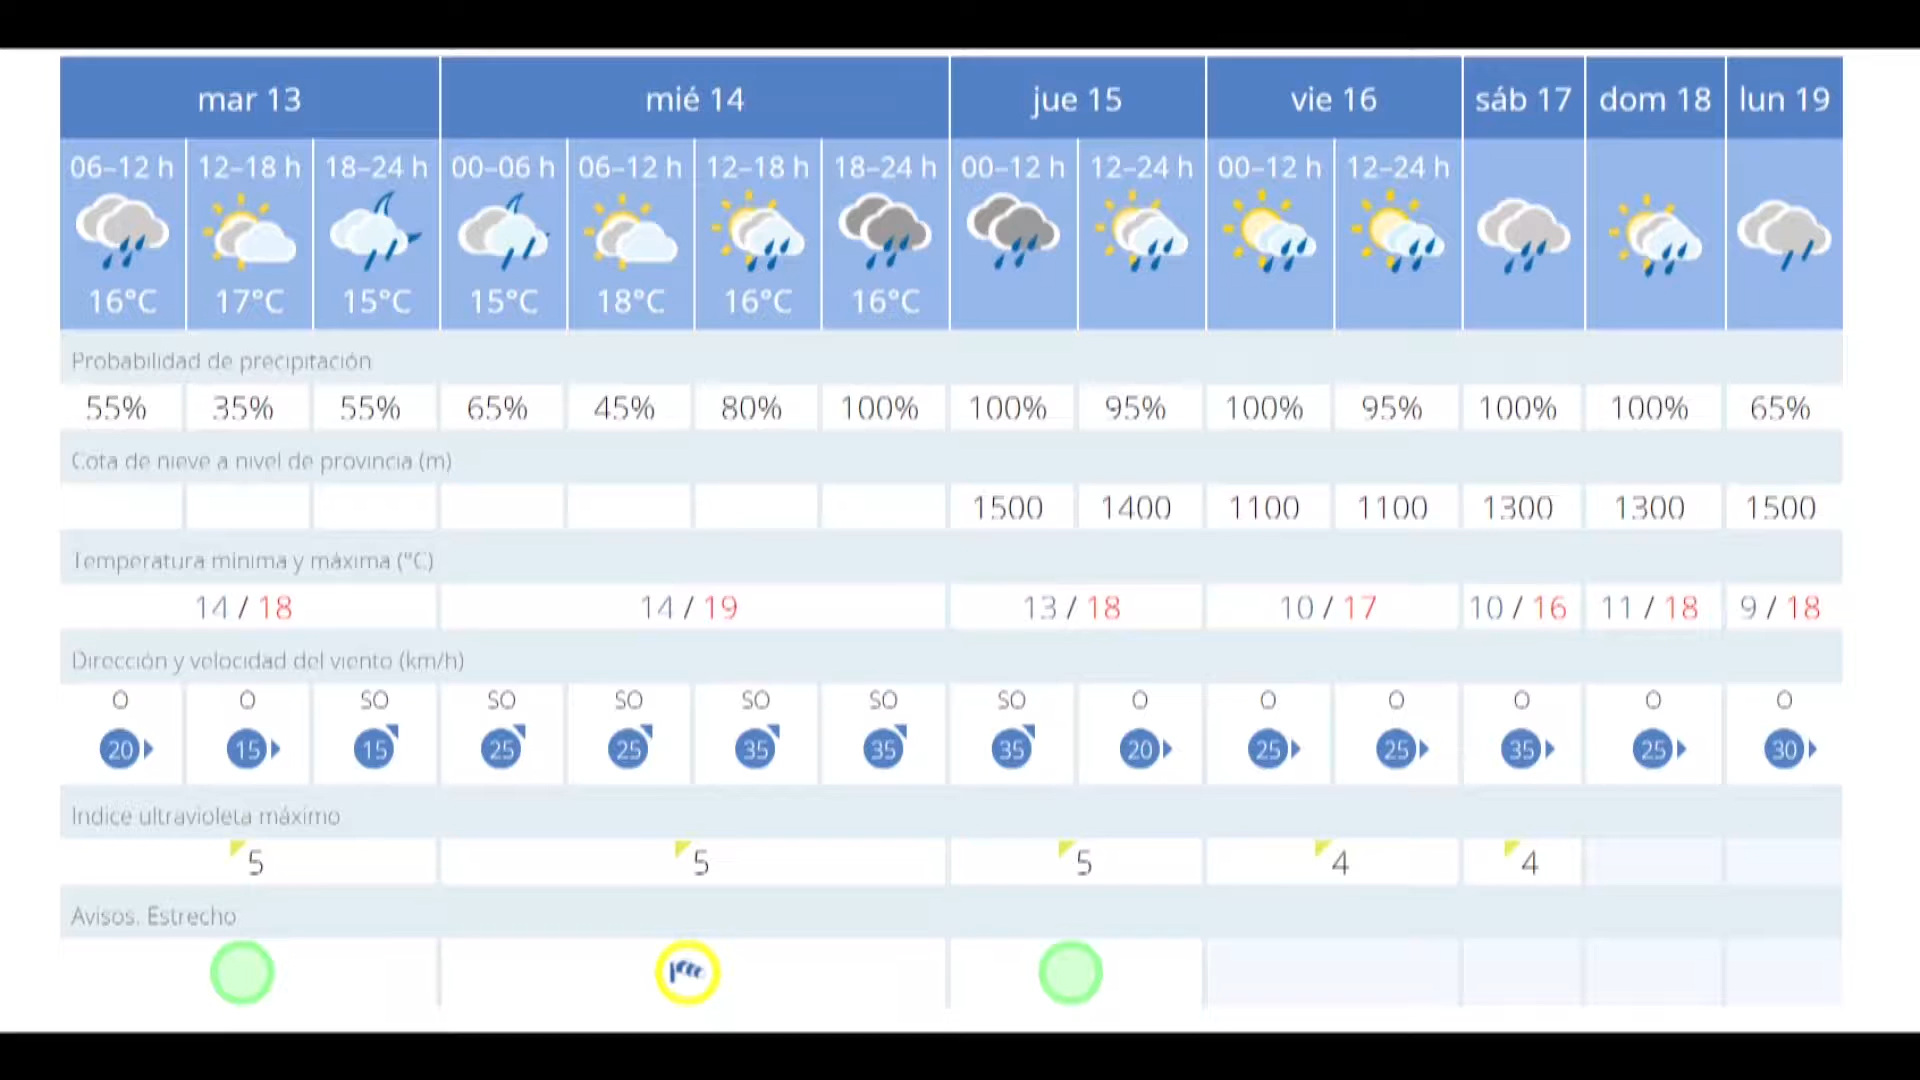 mar 13 mié 14 jue 15 vie 16 sáb 17 dom 18 lun 19
06–12 h 12–18 h 18–24 h 00–06 h 06–12 h 12–18 h 18–24 h 00–12 h 12–24 h 00–12 h 12–24 h
16°C 17°C 15°C 15°C 18°C 16°C 16°C
Probabilidad de precipitación
55% 35% 55% 65% 45% 80% 100% 100% 95% 100% 95% 100% 100% 65%
Cota de nieve a nivel de provincia (m)
1500 1400 1100 1100 1300 1300 1500
Temperatura mínima y máxima (°C)
14 / 18 14 / 19 13 / 18 10 / 17 10 / 16 11 / 18 9 / 18
Dirección y velocidad del viento (km/h)
O O SO SO SO SO SO SO O O O O O O
20 15 15 25 25 35 35 35 20 25 25 35 25 30
Indice ultravioleta máximo
5 5 5 4 4
Avisos. Estrecho